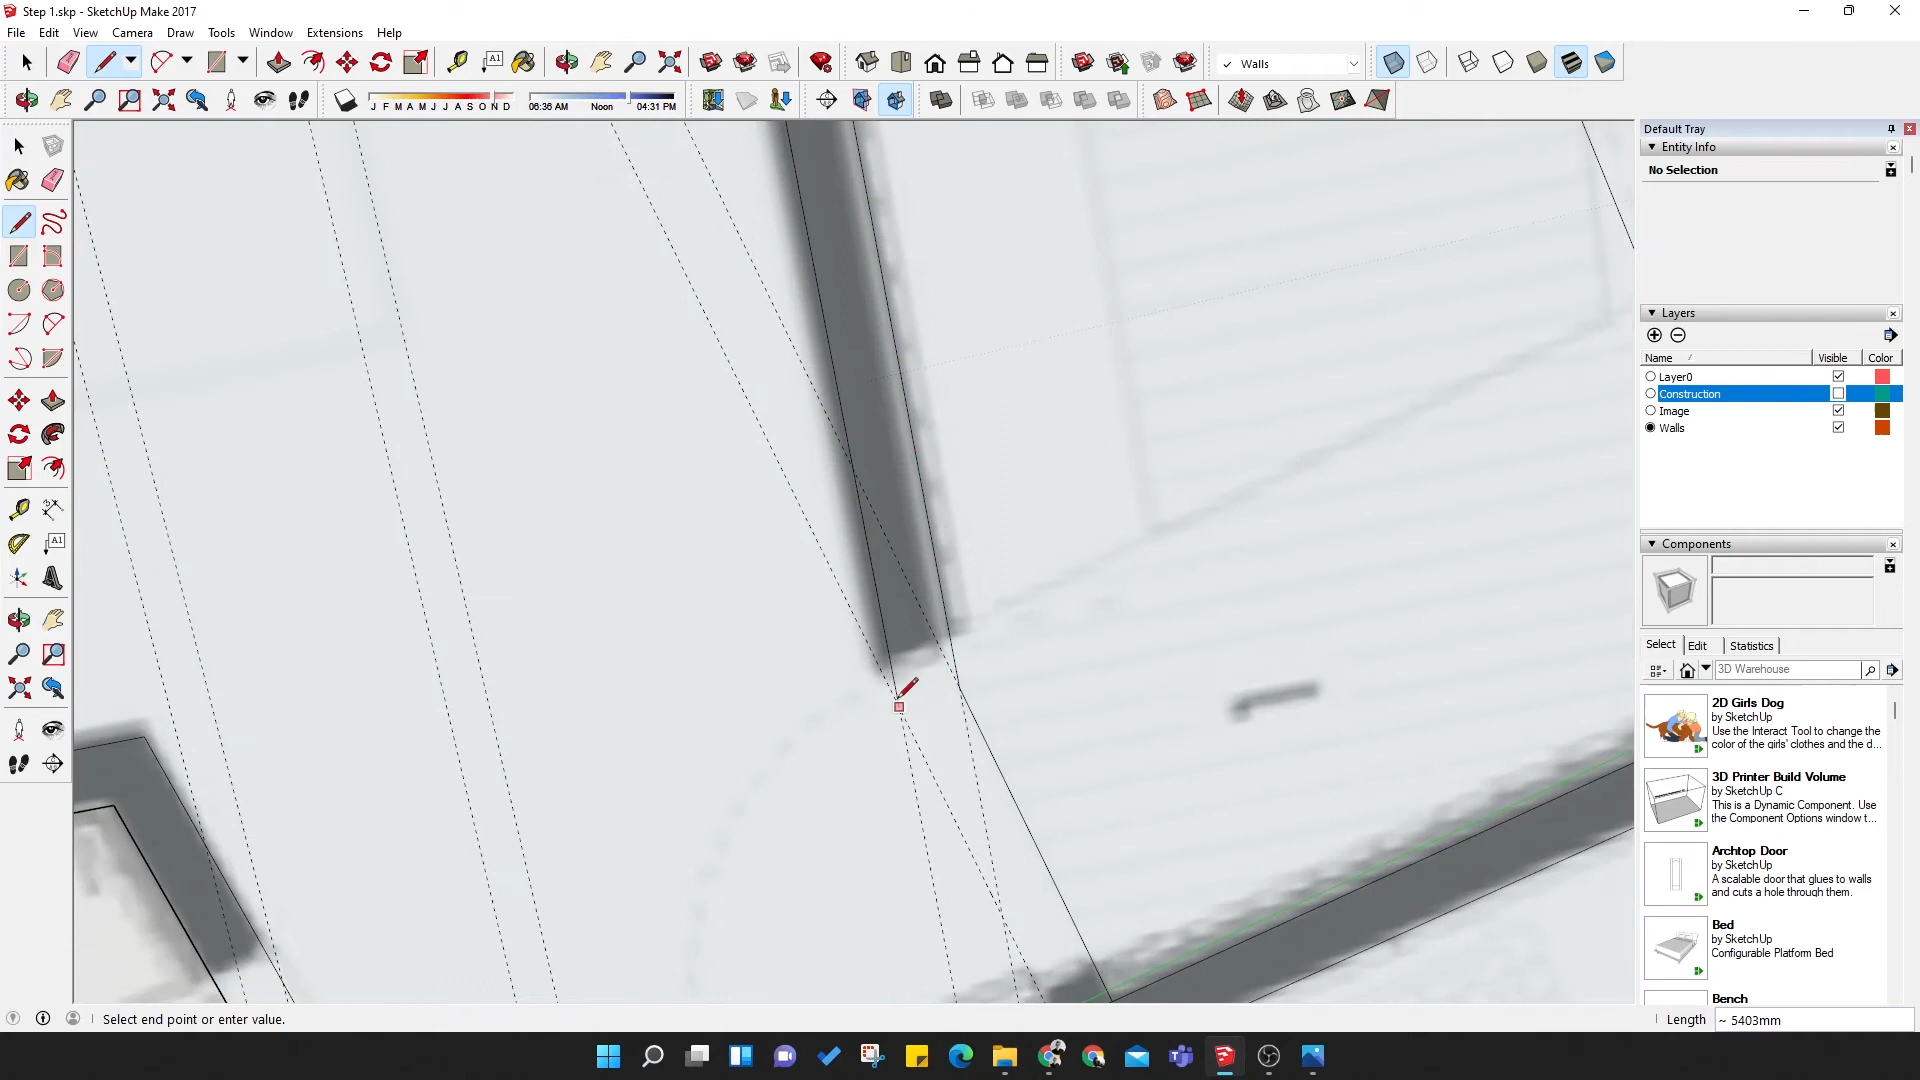 Step 1.skp - SketchUp Make 2017
File Edit View Camera Draw Tools Window Extensions Help
A1
Walls
J F M A M J J A S O N D
06:36 AM Noon 04:31 PM
Default Tray
Entity Info
No Selection
Layers
Name Visible Color
Layer0
Construction
Image
Walls
A1
Components
Select Edit Statistics
3D Warehouse
2D Girls Dog
by SketchUp
Use the Interact Tool to change the
color of the girls' clothes and the d...
3D Printer Build Volume
by SketchUp C
This is a Dynamic Component. Use
the Component Options window t...
Archtop Door
by SketchUp
A scalable door that glues to walls
and cuts a hole through them.
Bed
by SketchUp
Configurable Platform Bed
Bench
Select end point or enter value.
Length ~ 5403mm